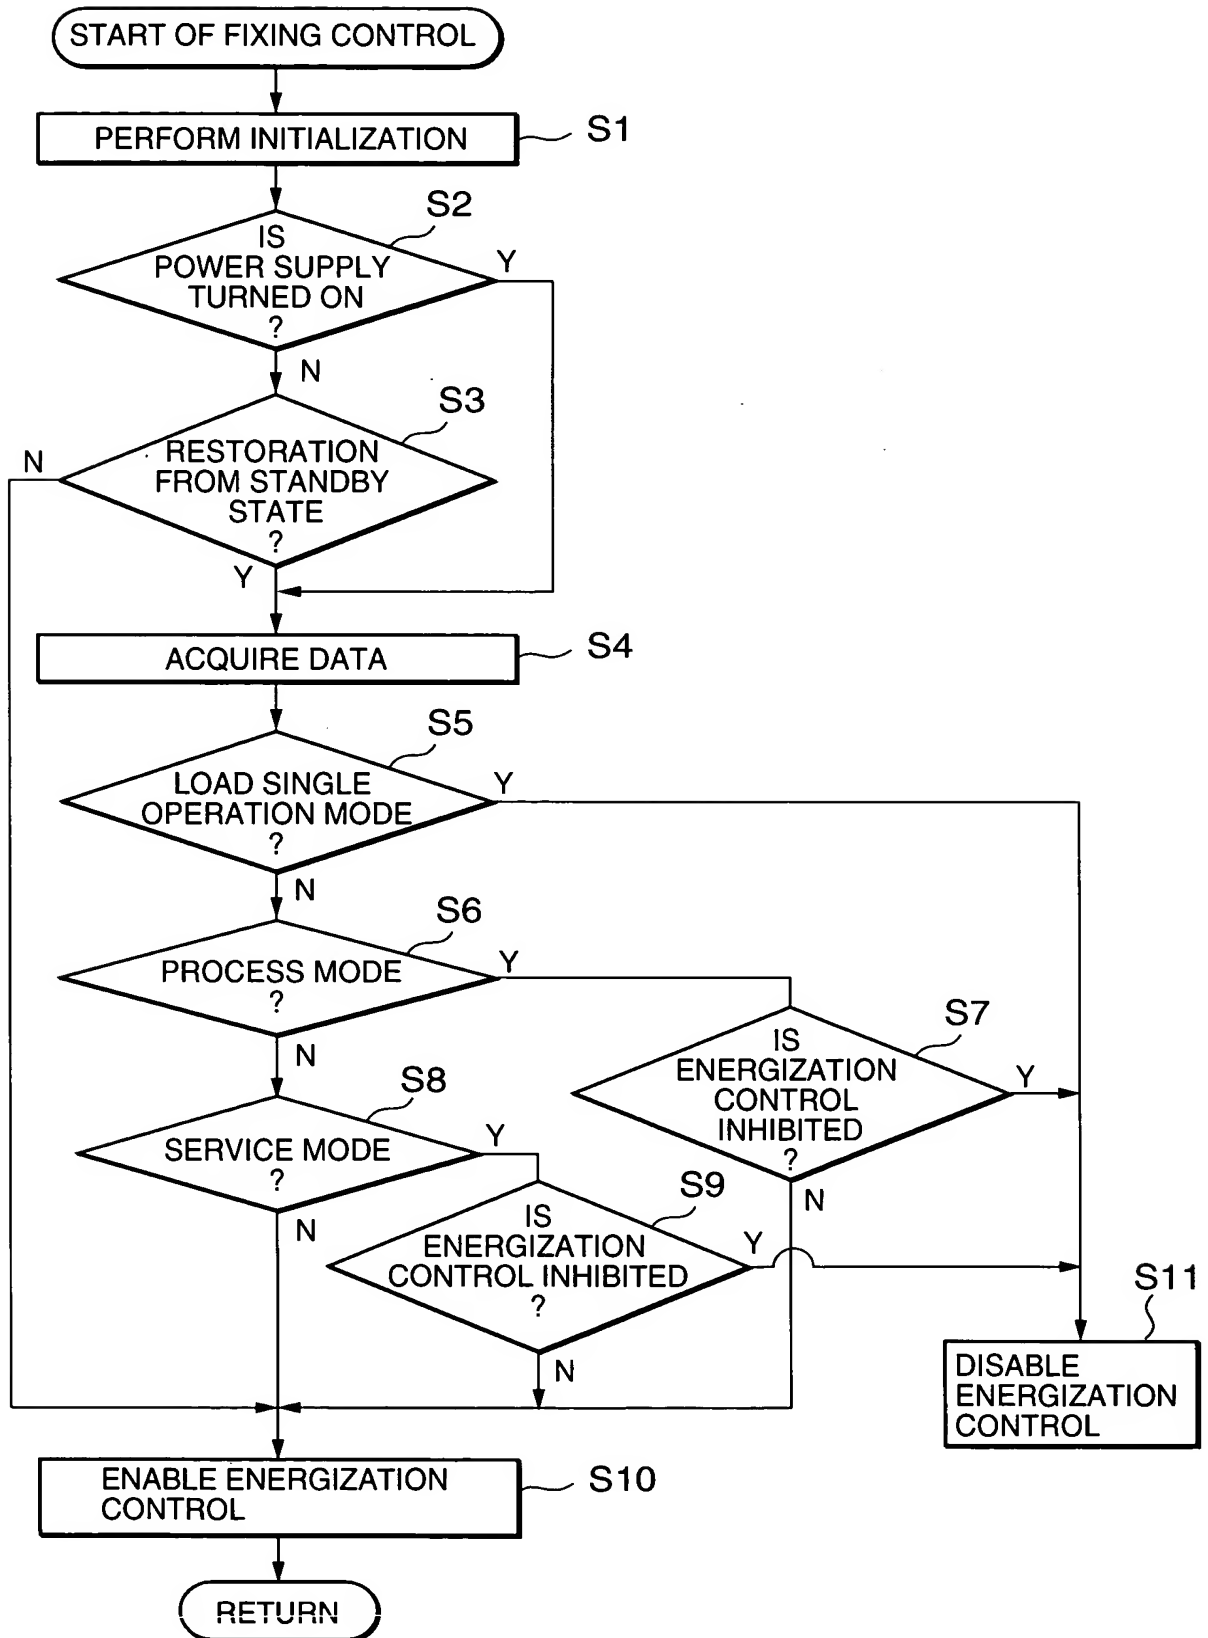 START OF FIXING CONTROL
PERFORM INITIALIZATION
S1
S2
IS
POWER SUPPLY
TURNED ON
?
Y
N
S3
RESTORATION
FROM STANDBY
STATE
?
N
Y
ACQUIRE DATA
S4
S5
LOAD SINGLE
OPERATION MODE
?
Y
N
S6
PROCESS MODE
?
Y
N
S7
IS
ENERGIZATION
CONTROL
INHIBITED
?
Y
N
S8
SERVICE MODE
?
Y
N
S9
IS
ENERGIZATION
CONTROL INHIBITED
?
Y
N
S11
DISABLE
ENERGIZATION
CONTROL
ENABLE ENERGIZATION
CONTROL
S10
RETURN